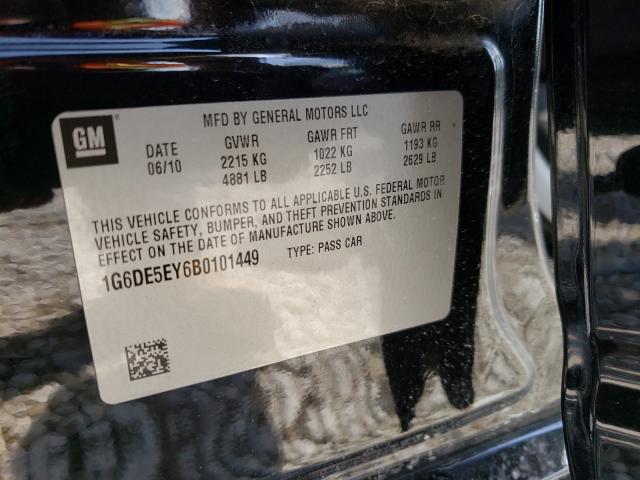 GM
MFD BY GENERAL MOTORS LLC
DATE GVWR GAWR FRT GAWR RR
06/10 2215 KG 1022 KG 1193 KG
4881 LB 2252 LB 2629 LB
THIS VEHICLE CONFORMS TO ALL APPLICABLE U.S. FEDERAL MOTOR
VEHICLE SAFETY, BUMPER, AND THEFT PREVENTION STANDARDS IN
EFFECT ON THE DATE OF MANUFACTURE SHOWN ABOVE.
1G6DE5EY6B0101449 TYPE: PASS CAR